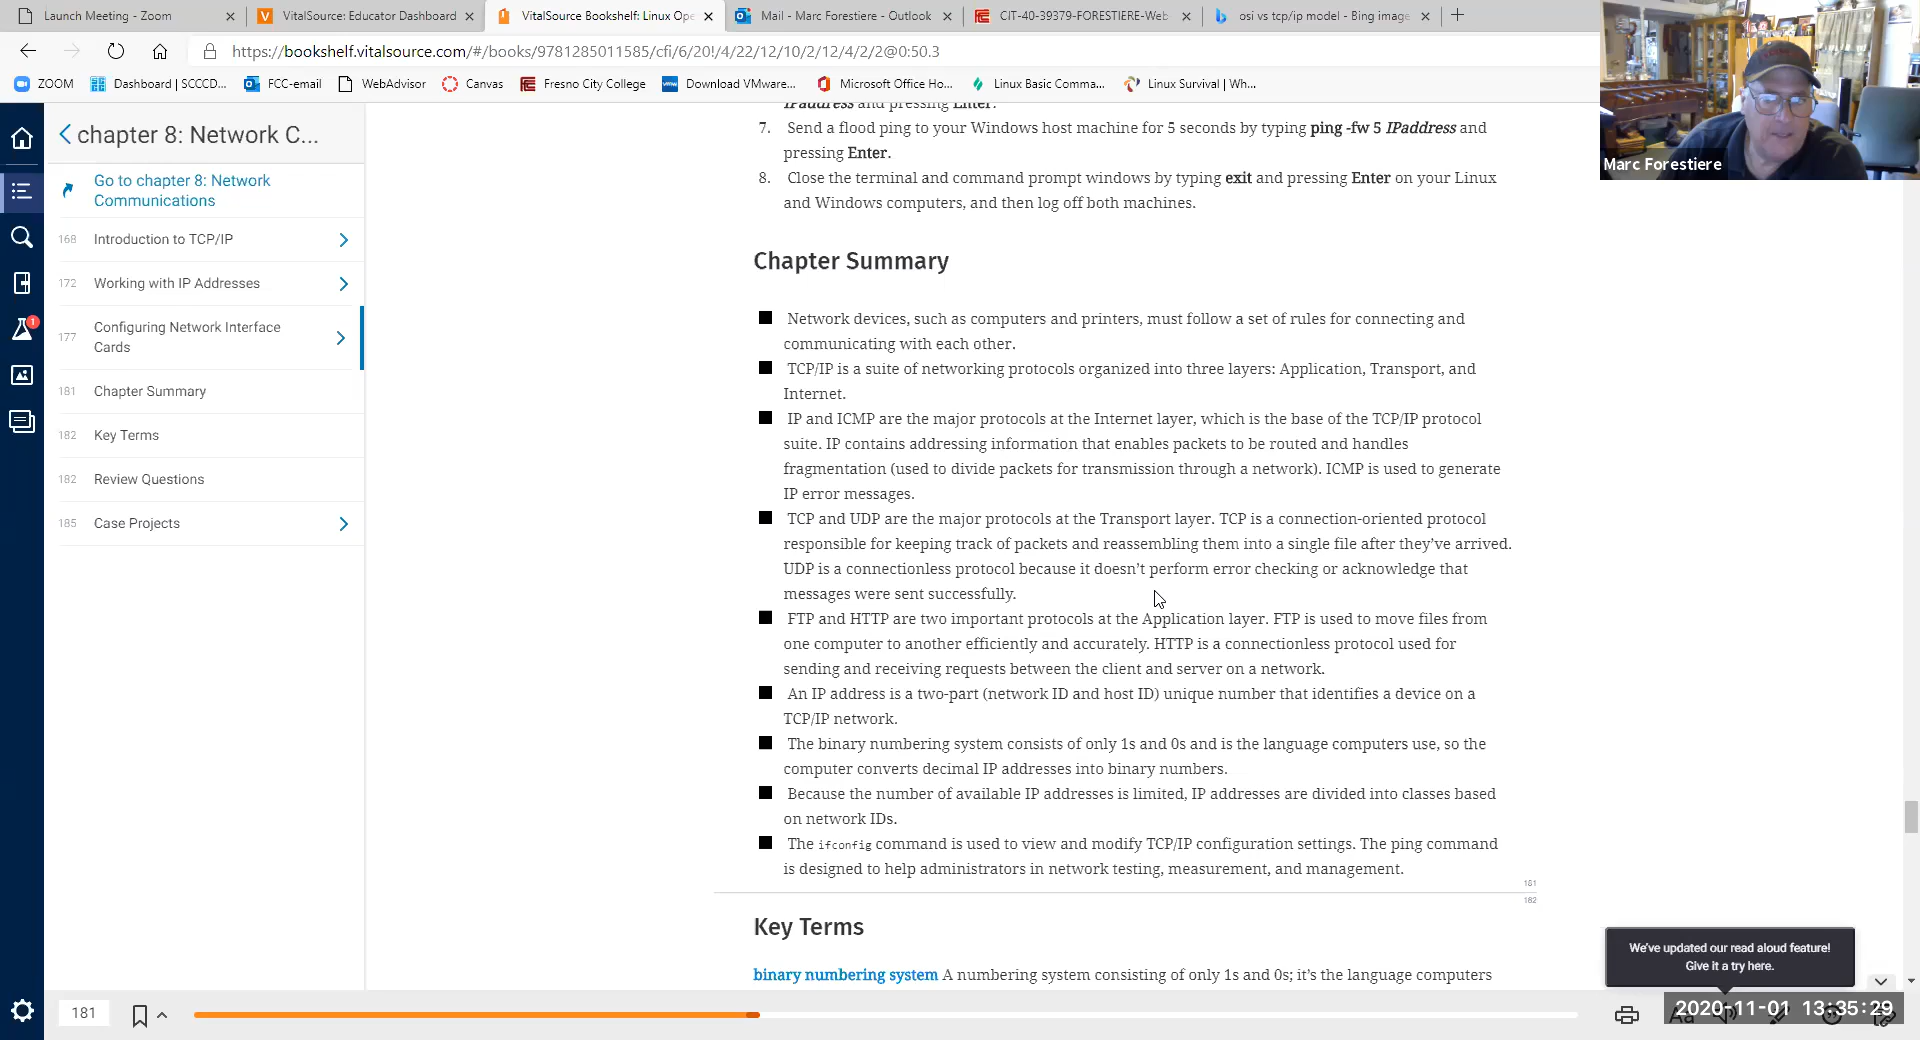 Launch Meeting - Zoom
VitalSource: Educator Dashboard
VitalSource Bookshelf: Linux Ope
Mail - Marc Forestiere - Outlook
CIT-40-39379-FORESTIERE-Web
osi vs tcp/ip model - Bing image
https://bookshelf.vitalsource.com/#/books/9781285011585/cfi/6/20!/4/22/12/10/2/12/4/2/2@0:50.3
ZOOM
Dashboard | SCCCD...
FCC-email
WebAdvisor
Canvas
Fresno City College
Download VMware...
Microsoft Office Ho...
Linux Basic Comma...
Linux Survival | Wh...
Marc Forestiere
chapter 8: Network C...
Go to chapter 8: Network
Communications
168 Introduction to TCP/IP
172 Working with IP Addresses
177 Configuring Network Interface
Cards
181 Chapter Summary
182 Key Terms
182 Review Questions
185 Case Projects
1
IPaddress and pressing Enter.
7. Send a flood ping to your Windows host machine for 5 seconds by typing ping -fw 5 IPaddress and
pressing Enter.
8. Close the terminal and command prompt windows by typing exit and pressing Enter on your Linux
and Windows computers, and then log off both machines.
Chapter Summary
Network devices, such as computers and printers, must follow a set of rules for connecting and
communicating with each other.
TCP/IP is a suite of networking protocols organized into three layers: Application, Transport, and
Internet.
IP and ICMP are the major protocols at the Internet layer, which is the base of the TCP/IP protocol
suite. IP contains addressing information that enables packets to be routed and handles
fragmentation (used to divide packets for transmission through a network). ICMP is used to generate
IP error messages.
TCP and UDP are the major protocols at the Transport layer. TCP is a connection-oriented protocol
responsible for keeping track of packets and reassembling them into a single file after they’ve arrived.
UDP is a connectionless protocol because it doesn’t perform error checking or acknowledge that
messages were sent successfully.
FTP and HTTP are two important protocols at the Application layer. FTP is used to move files from
one computer to another efficiently and accurately. HTTP is a connectionless protocol used for
sending and receiving requests between the client and server on a network.
An IP address is a two-part (network ID and host ID) unique number that identifies a device on a
TCP/IP network.
The binary numbering system consists of only 1s and 0s and is the language computers use, so the
computer converts decimal IP addresses into binary numbers.
Because the number of available IP addresses is limited, IP addresses are divided into classes based
on network IDs.
The ifconfig command is used to view and modify TCP/IP configuration settings. The ping command
is designed to help administrators in network testing, measurement, and management.
181
182
Key Terms
binary numbering system A numbering system consisting of only 1s and 0s; it’s the language computers
We’ve updated our read aloud feature!
Give it a try here.
181
2020-11-01 13:35:29